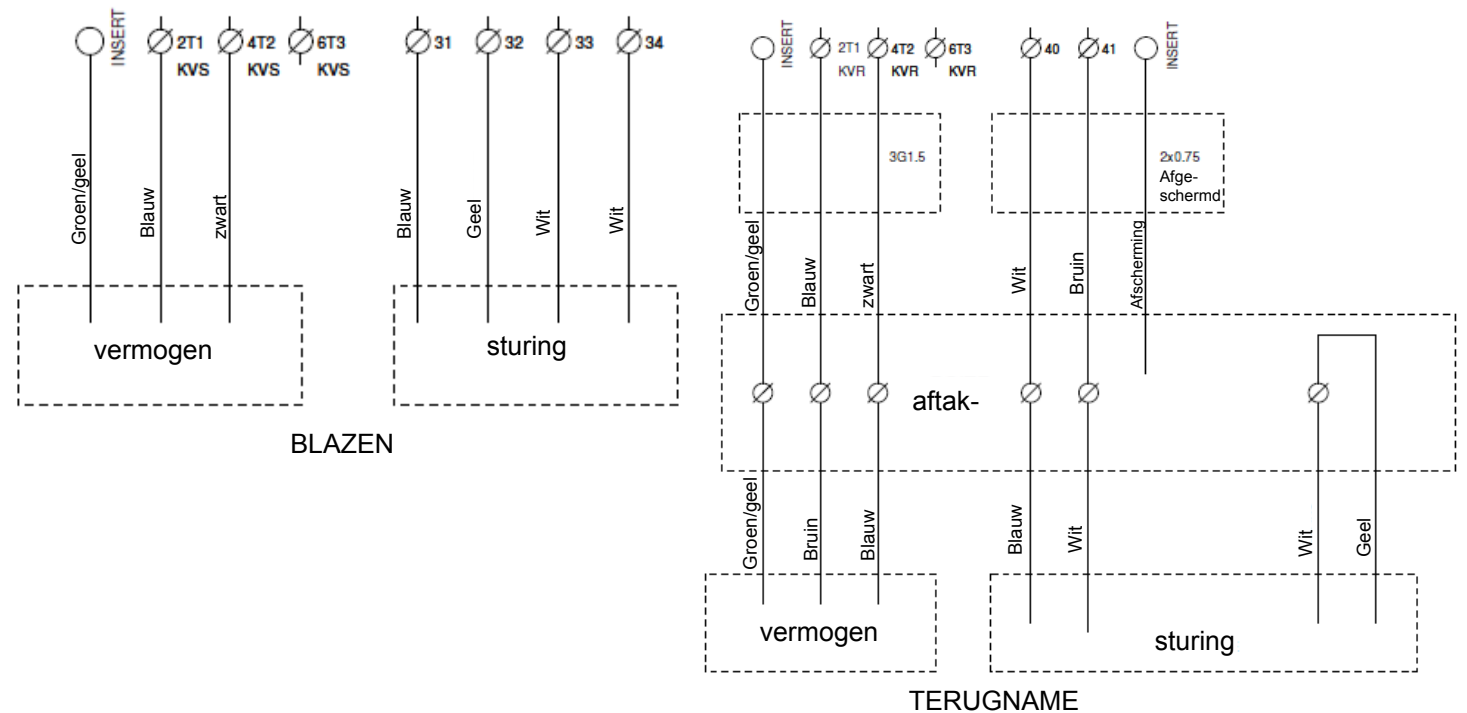 INSERT
2T1
KVS
4T2
KVS
6T3
KVS
31
32
33
34
Groen/geel
Blauw
zwart
Blauw
Geel
Wit
Wit
vermogen
sturing
BLAZEN
INSERT
2T1
KVR
4T2
KVR
6T3
KVR
40
41
INSERT
3G1.5
2x0.75
Afge-
schermd
Groen/geel
Blauw
zwart
Wit
Bruin
Afscherming
aftak-
Groen/geel
Bruin
Blauw
Blauw
Wit
Wit
Geel
vermogen
sturing
TERUGNAME